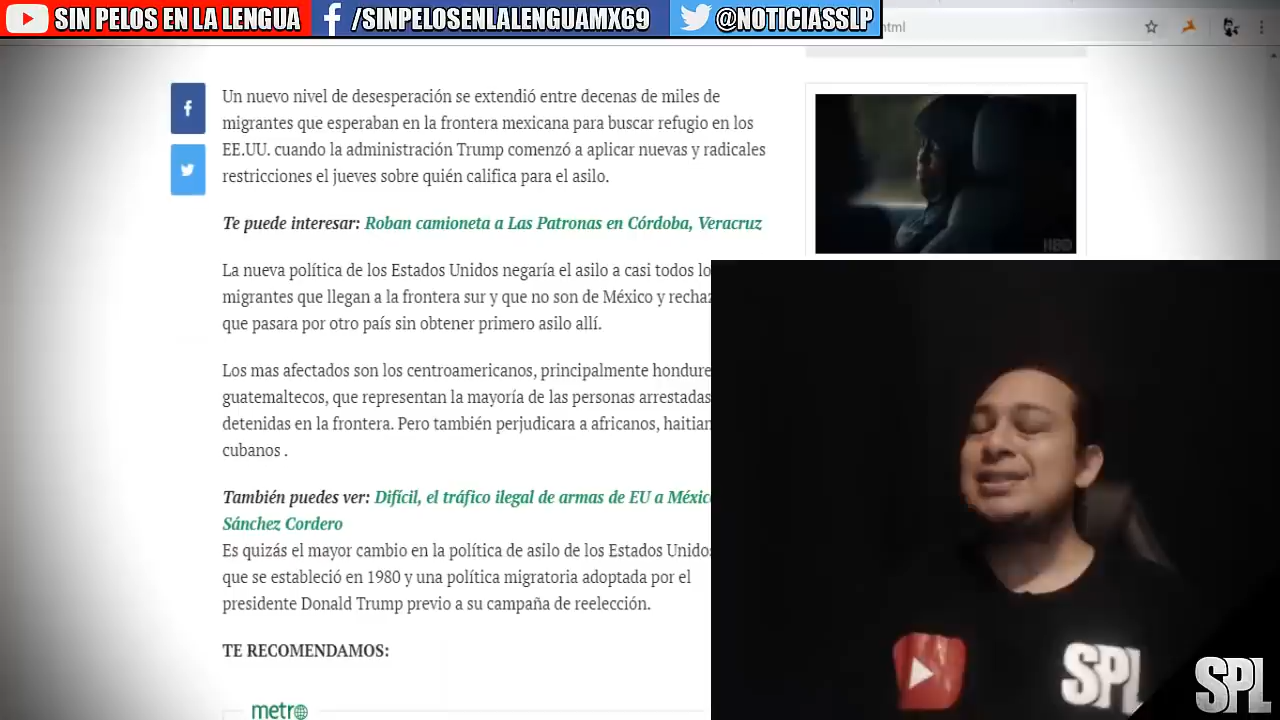 SIN PELOS EN LA LENGUA
/SINPELOSENLALENGUAMX69
@NOTICIASSLP
html
Un nuevo nivel de desesperación se extendió entre decenas de miles de
migrantes que esperaban en la frontera mexicana para buscar refugio en los
EE.UU. cuando la administración Trump comenzó a aplicar nuevas y radicales
restricciones el jueves sobre quién califica para el asilo.
Te puede interesar: Roban camioneta a Las Patronas en Córdoba, Veracruz
HBO
La nueva política de los Estados Unidos negaría el asilo a casi todos lo
migrantes que llegan a la frontera sur y que no son de México y rechaz
que pasara por otro país sin obtener primero asilo allí.
Los mas afectados son los centroamericanos, principalmente hondure
guatemaltecos, que representan la mayoría de las personas arrestadas
detenidas en la frontera. Pero también perjudicara a africanos, haitian
cubanos .
También puedes ver: Difícil, el tráfico ilegal de armas de EU a México
Sánchez Cordero
Es quizás el mayor cambio en la política de asilo de los Estados Unidos
que se estableció en 1980 y una política migratoria adoptada por el
presidente Donald Trump previo a su campaña de reelección.
TE RECOMENDAMOS:
metro
SPL
SPL